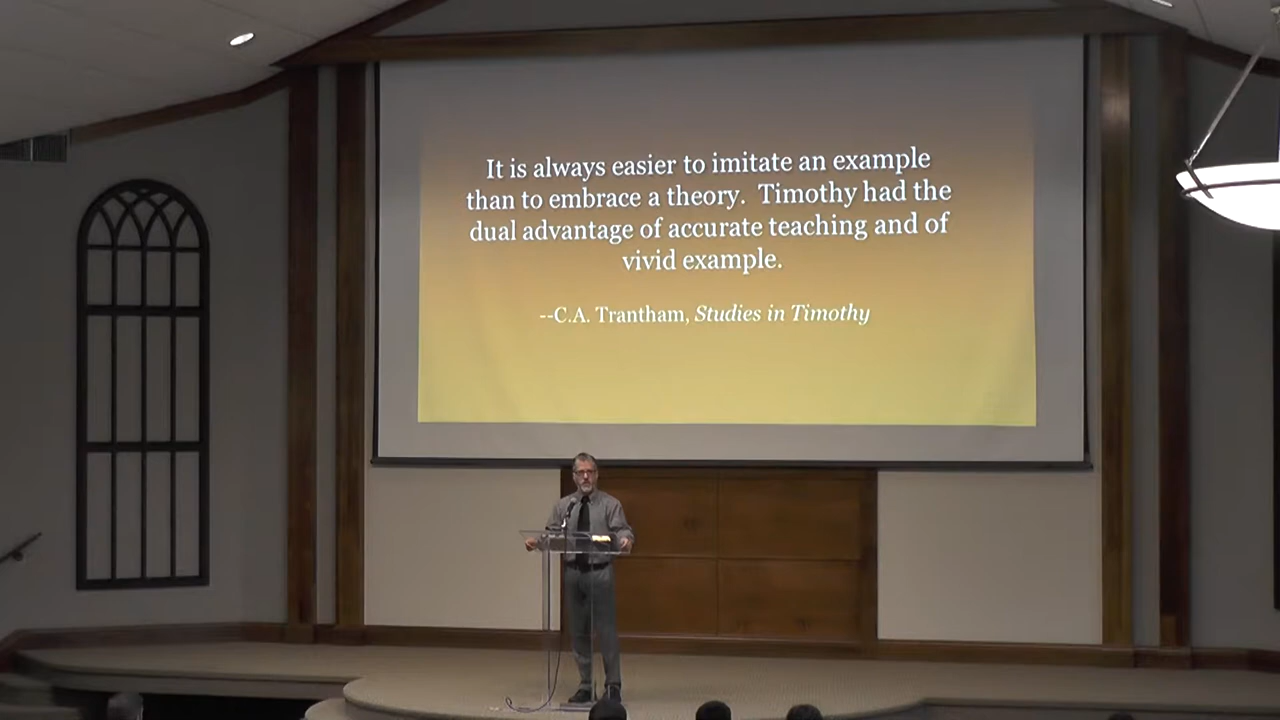 It is always easier to imitate an example
than to embrace a theory.  Timothy had the
dual advantage of accurate teaching and of
vivid example.
--C.A. Trantham, Studies in Timothy